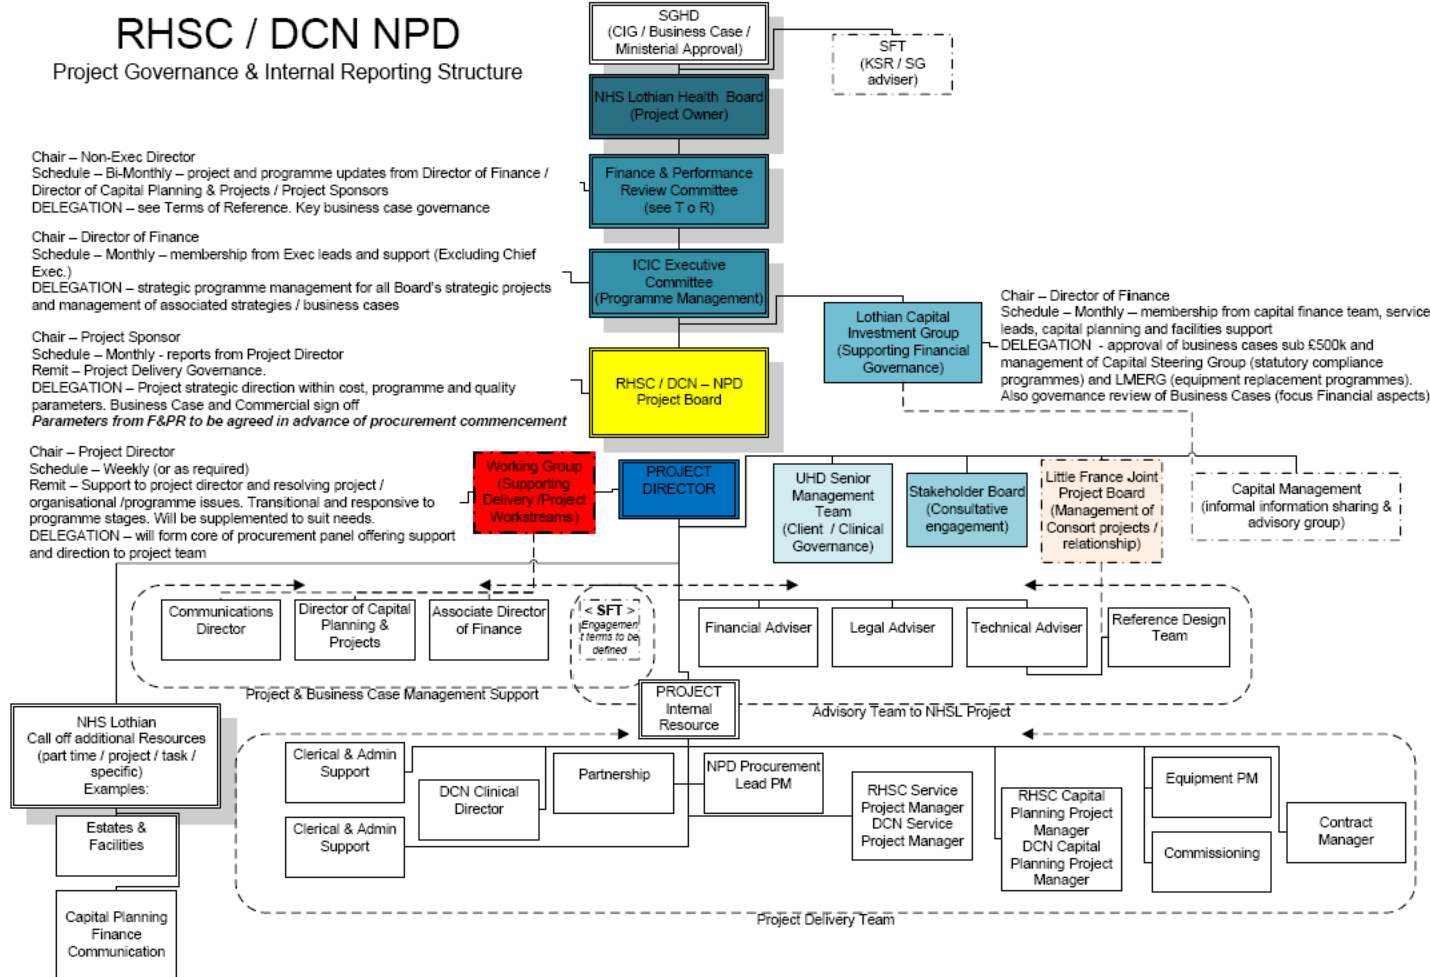 RHSC / DCN NPD
Project Governance & Internal Reporting Structure
SGHD
(CIG / Business Case /
Ministerial Approval)
SFT
(KSR / SG
adviser)
NHS Lothian Health Board
(Project Owner)
Chair – Non-Exec Director
Schedule – Bi-Monthly – project and programme updates from Director of Finance /
Director of Capital Planning & Projects / Project Sponsors
DELEGATION – see Terms of Reference. Key business case governance
Finance & Performance
Review Committee
(see T o R)
Chair – Director of Finance
Schedule – Monthly – membership from Exec leads and support (Excluding Chief
Exec.)
DELEGATION – strategic programme management for all Board's strategic projects
and management of associated strategies / business cases
ICIC Executive
Committee
(Programme Management)
Lothian Capital
Investment Group
(Supporting Financial
Governance)
Chair – Director of Finance
Schedule – Monthly – membership from capital finance team, service
leads, capital planning and facilities support
DELEGATION - approval of business cases sub £500k and
management of Capital Steering Group (statutory compliance
programmes) and LMERG (equipment replacement programmes).
Also governance review of Business Cases (focus Financial aspects)
Chair – Project Sponsor
Schedule – Monthly - reports from Project Director
Remit – Project Delivery Governance.
DELEGATION – Project strategic direction within cost, programme and quality
parameters. Business Case and Commercial sign off
Parameters from F&PR to be agreed in advance of procurement commencement
RHSC / DCN – NPD
Project Board
Chair – Project Director
Schedule – Weekly (or as required)
Remit – Support to project director and resolving project /
organisational /programme issues. Transitional and responsive to
programme stages. Will be supplemented to suit needs.
DELEGATION – will form core of procurement panel offering support
and direction to project team
Working Group
(Supporting
Delivery /Project
Workstreams)
PROJECT
DIRECTOR
UHD Senior
Management
Team
(Client / Clinical
Governance)
Stakeholder Board
(Consultative
engagement)
Little France Joint
Project Board
(Management of
Consort projects /
relationship)
Capital Management
(informal information sharing &
advisory group)
Communications
Director
Director of Capital
Planning &
Projects
Associate Director
of Finance
< SFT >
Engagemen
t terms to be
defined
Financial Adviser
Legal Adviser
Technical Adviser
Reference Design
Team
Project & Business Case Management Support
PROJECT
Internal
Resource
Advisory Team to NHSL Project
NHS Lothian
Call off additional Resources
(part time / project / task /
specific)
Examples:
Estates &
Facilities
Capital Planning
Finance
Communication
Clerical & Admin
Support
Clerical & Admin
Support
DCN Clinical
Director
Partnership
NPD Procurement
Lead PM
RHSC Service
Project Manager
DCN Service
Project Manager
RHSC Capital
Planning Project
Manager
DCN Capital
Planning Project
Manager
Equipment PM
Commissioning
Contract
Manager
Project Delivery Team